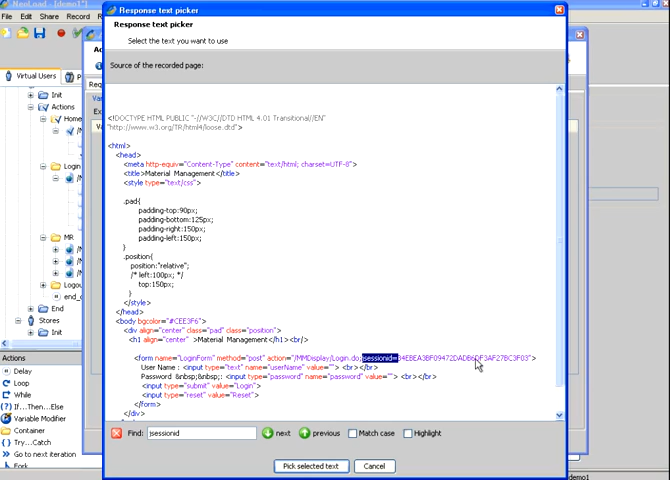 NeoLoad - [demo1*]
File Edit Share Record
Virtual Users
Init
Actions
Login
MR
Logou
end_c
End
Stores
Init
Actions
Delay
Loop
While
If...Then...Else
Variable Modifier
Container
Try...Catch
Go to next iteration
Fork
Response text picker
Response text picker
Select the text you want to use
Source of the recorded page:
<!DOCTYPE HTML PUBLIC "-//W3C//DTD HTML 4.01 Transitional//EN"
"http://www.w3.org/TR/html4/loose.dtd">
<html>
<head>
<meta http-equiv="Content-Type" content="text/html; charset=UTF-8">
<title>Material Management</title>
<style type="text/css">
.pad{
padding-top:90px;
padding-bottom:125px;
padding-right:150px;
padding-left:150px;
}
.position{
position:"relative";
/* left:100px; */
top:150px;
}
</style>
<body bgcolor="#CEE3F6">
<div align="center" class="pad" class="position">
<h1 align="center" >Material Management</h1><br/>
<form name="LoginForm" method="post" action="/MMDisplay/Login.do;jsessionid=34EBEA3BF09472DADB6DF3AF27BC3F03">
User Name : <input type="text" name="userName" value=""> <br></br>
Password &nbsp;&nbsp;: <input type="password" name="password" value=""> <br></br>
<input type="submit" value="Login">
<input type="reset" value="Reset">
</form>
</div>
Find: jsessionid next previous Match case Highlight
Pick selected text Cancel
demo1